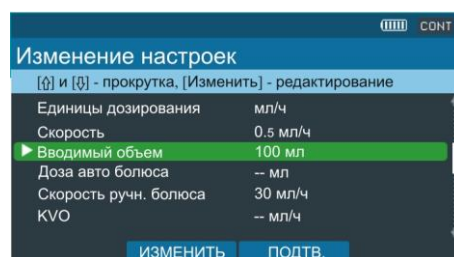 CONT
Изменение настроек
[⇧] и [⇩] - прокрутка, [Изменить] - редактирование
Единицы дозирования мл/ч
Скорость 0.5 мл/ч
Вводимый объем 100 мл
Доза авто болюса -- мл
Скорость ручн. болюса 30 мл/ч
KVO -- мл/ч
ИЗМЕНИТЬ ПОДТВ.